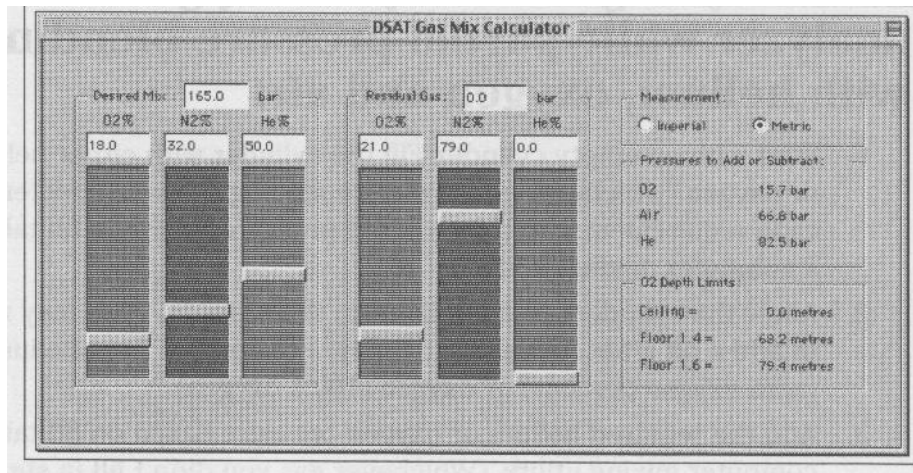 DSAT Gas Mix Calculator
Desired Mix: 165.0 bar
O2% N2% He%
18.0 32.0 50.0
Residual Gas: 0.0 bar
O2% N2% He%
21.0 79.0 0.0
Measurement:
Imperial Metric
Pressures to Add or Subtract:
O2 15.7 bar
Air 66.8 bar
He 82.5 bar
O2 Depth Limits
Ceiling = 0.0 metres
Floor 1.4 = 68.2 metres
Floor 1.6 = 79.4 metres